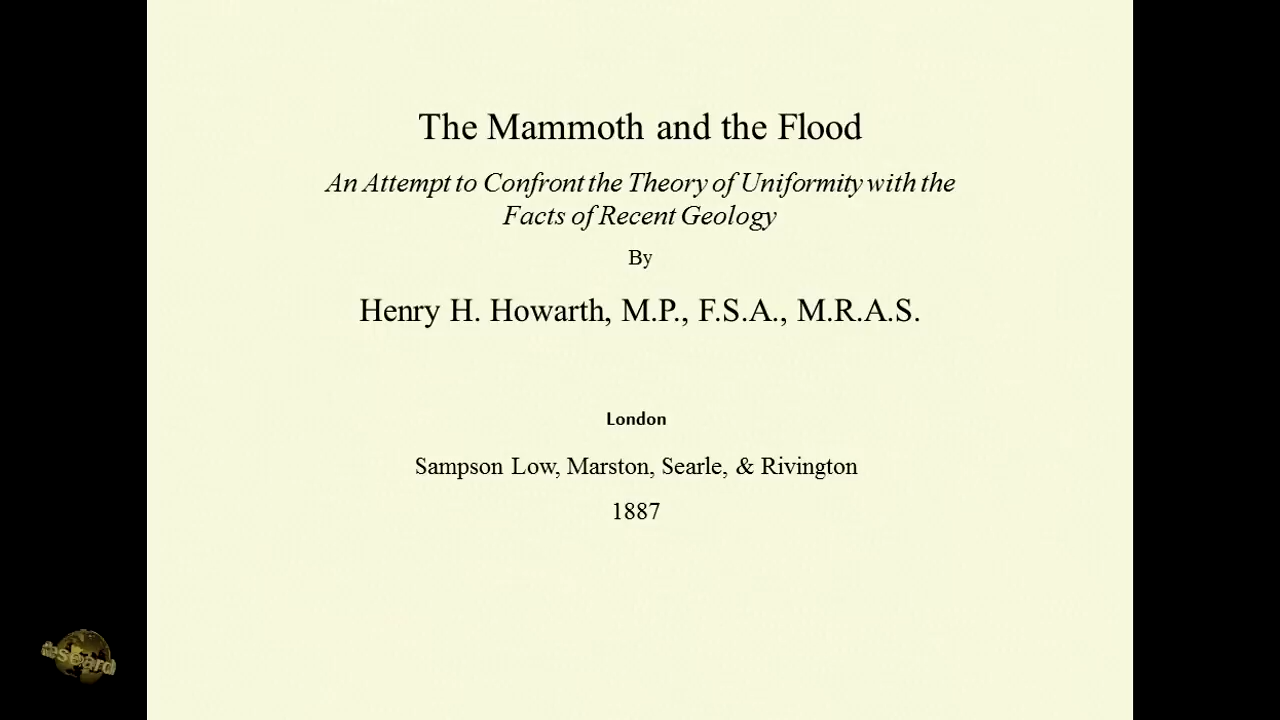 The Mammoth and the Flood
An Attempt to Confront the Theory of Uniformity with the
Facts of Recent Geology
By
Henry H. Howarth, M.P., F.S.A., M.R.A.S.
London
Sampson Low, Marston, Searle, & Rivington
1887